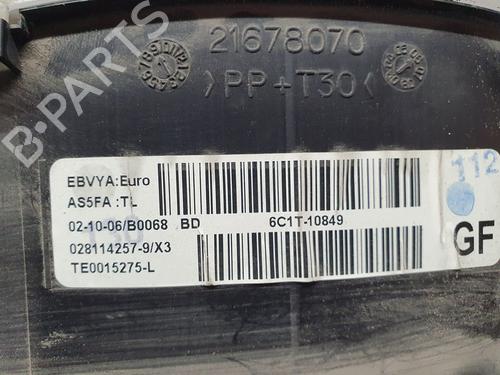 21678070
>PP+T30<
B-PARTS
112
EBVYA:Euro
AS5FA :TL
02-10-06/B0068 BD
6C1T-10849
028114257-9/X3
TE0015275-L
GF